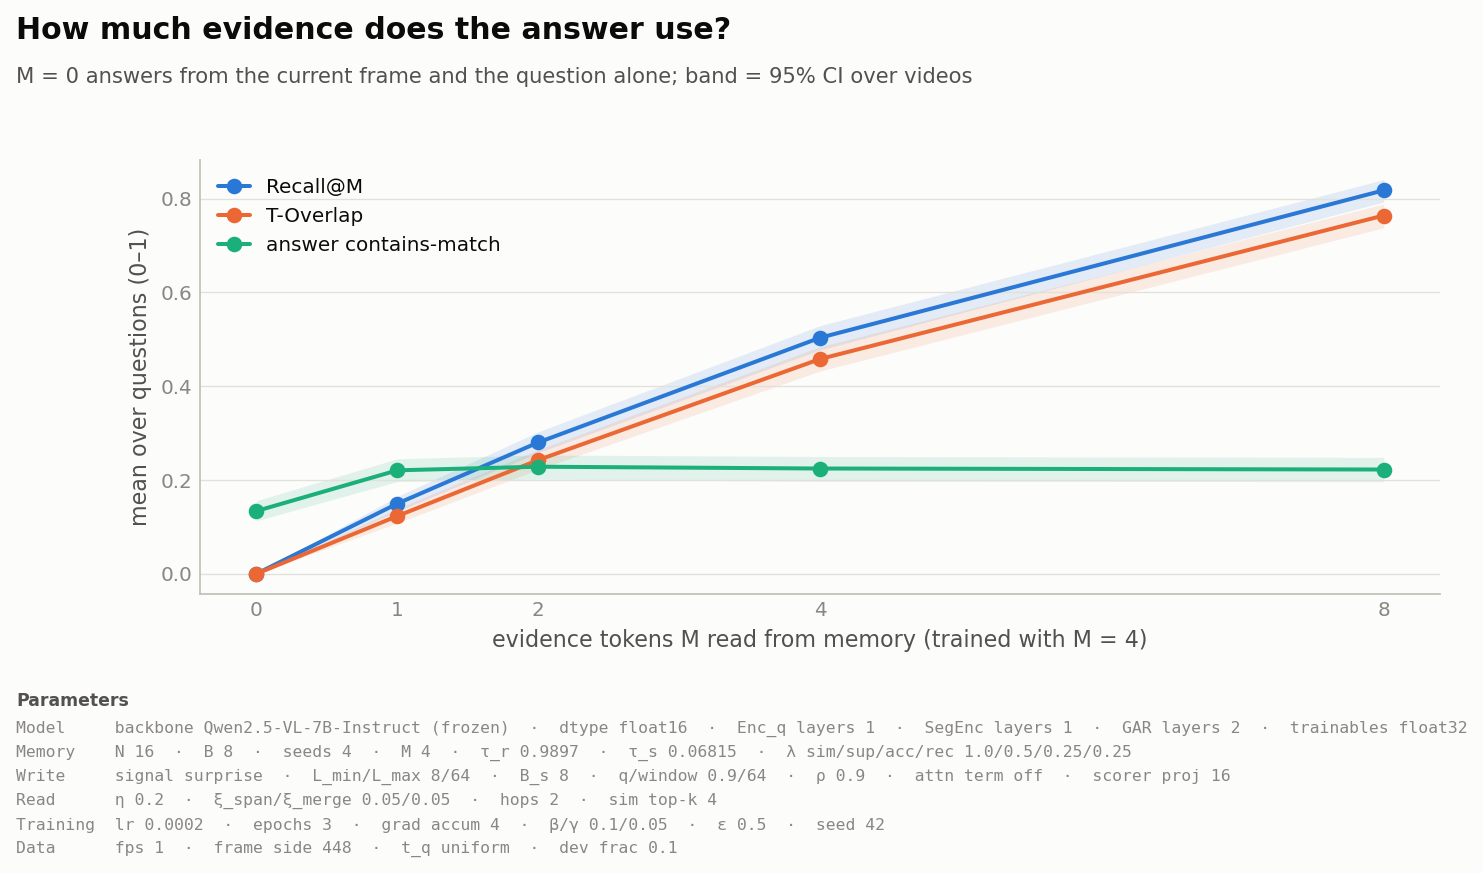 How much evidence does the answer use?
M = 0 answers from the current frame and the question alone; band = 95% CI over videos
Recall@M
T-Overlap
answer contains-match
mean over questions (0–1)
0.8
0.6
0.4
0.2
0.0
0 1 2 4 8
evidence tokens M read from memory (trained with M = 4)
Parameters
Model backbone Qwen2.5-VL-7B-Instruct (frozen) · dtype float16 · Enc_q layers 1 · SegEnc layers 1 · GAR layers 2 · trainables float32
Memory N 16 · B 8 · seeds 4 · M 4 · τ_r 0.9897 · τ_s 0.06815 · λ sim/sup/acc/rec 1.0/0.5/0.25/0.25
Write signal surprise · L_min/L_max 8/64 · B_s 8 · q/window 0.9/64 · ρ 0.9 · attn term off · scorer proj 16
Read η 0.2 · ξ_span/ξ_merge 0.05/0.05 · hops 2 · sim top-k 4
Training lr 0.0002 · epochs 3 · grad accum 4 · β/γ 0.1/0.05 · ε 0.5 · seed 42
Data fps 1 · frame side 448 · t_q uniform · dev frac 0.1